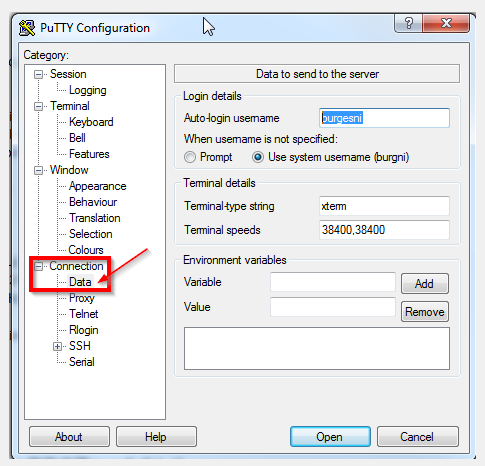 PuTTY Configuration
?
Category:
Session
Logging
Terminal
Keyboard
Bell
Features
Window
Appearance
Behaviour
Translation
Selection
Colours
Connection
Data
Proxy
Telnet
Rlogin
SSH
Serial
Data to send to the server
Login details
Auto-login username
burgesni
When username is not specified:
Prompt
Use system username (burgni)
Terminal details
Terminal-type string
xterm
Terminal speeds
38400,38400
Environment variables
Variable
Add
Value
Remove
About
Help
Open
Cancel